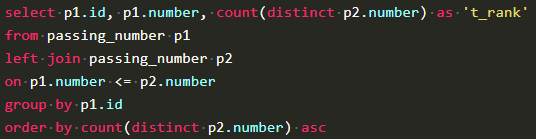 select p1.id, p1.number, count(distinct p2.number) as 't_rank'
from passing_number p1
left join passing_number p2
on p1.number <= p2.number
group by p1.id
order by count(distinct p2.number) asc